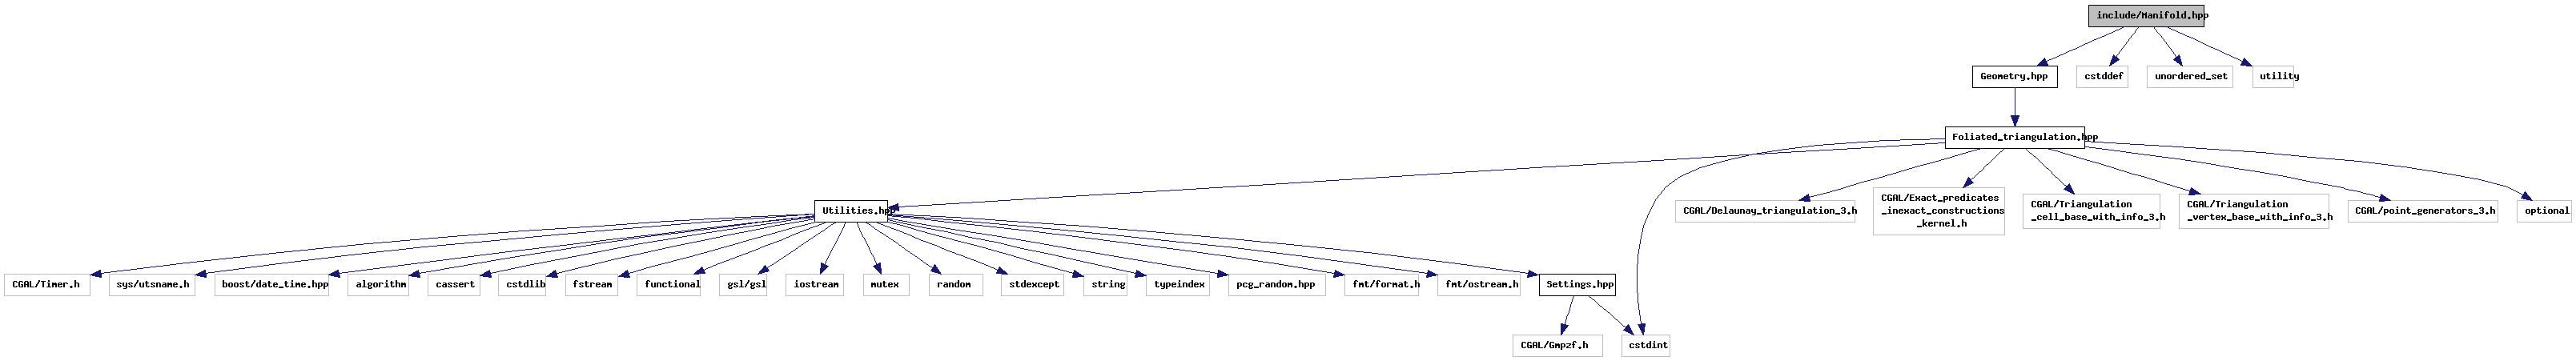 include/Manifold.hpp
Geometry.hpp
cstddef
unordered_set
utility
Foliated_triangulation.hpp
Utilities.hpp
CGAL/Delaunay_triangulation_3.h
CGAL/Exact_predicates
_inexact_constructions
_kernel.h
CGAL/Triangulation
_cell_base_with_info_3.h
CGAL/Triangulation
_vertex_base_with_info_3.h
CGAL/point_generators_3.h
optional
CGAL/Timer.h
sys/utsname.h
boost/date_time.hpp
algorithm
cassert
cstdlib
fstream
functional
gsl/gsl
iostream
mutex
random
stdexcept
string
typeindex
pcg_random.hpp
fmt/format.h
fmt/ostream.h
Settings.hpp
CGAL/Gmpzf.h
cstdint